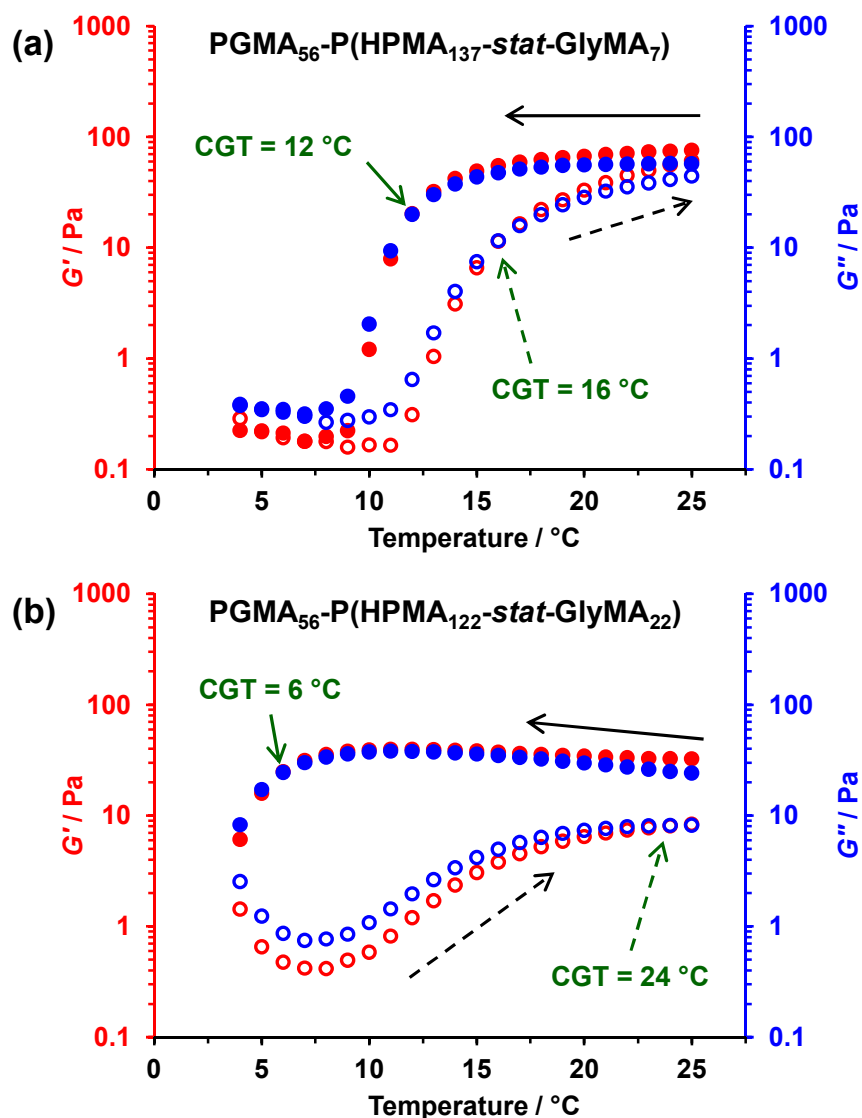 (a)
PGMA₅₆-P(HPMA₁₃₇-stat-GlyMA₇)
1000
100
10
1
0.1
G' / Pa
CGT = 12 °C
CGT = 16 °C
1000
100
10
1
0.1
G'' / Pa
0 5 10 15 20 25
Temperature / °C
(b)
PGMA₅₆-P(HPMA₁₂₂-stat-GlyMA₂₂)
1000
100
10
1
0.1
G' / Pa
CGT = 6 °C
CGT = 24 °C
1000
100
10
1
0.1
G'' / Pa
0 5 10 15 20 25
Temperature / °C